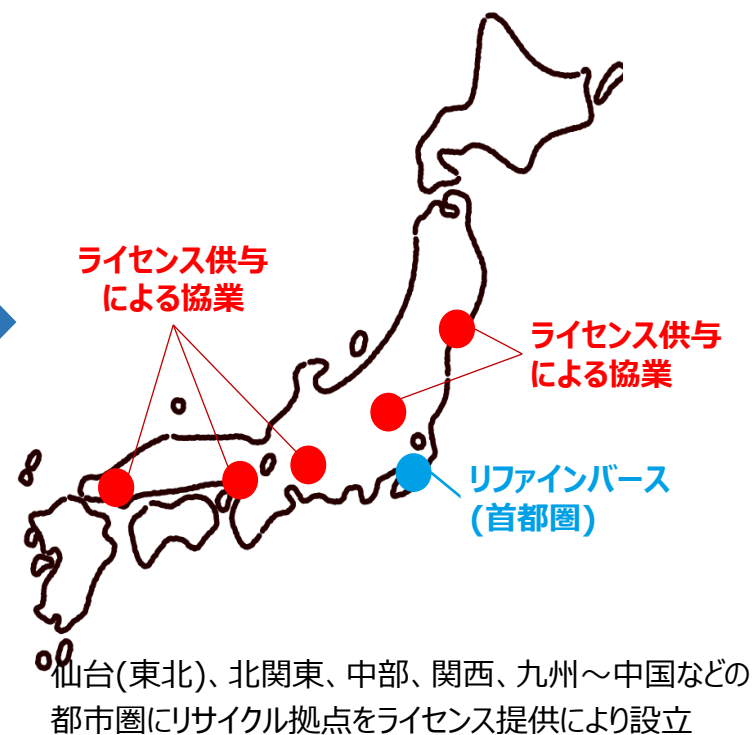 ライセンス供与
による協業
ライセンス供与
による協業
リファインバース
(首都圏)
仙台(東北)、北関東、中部、関西、九州～中国などの
都市圏にリサイクル拠点をライセンス提供により設立